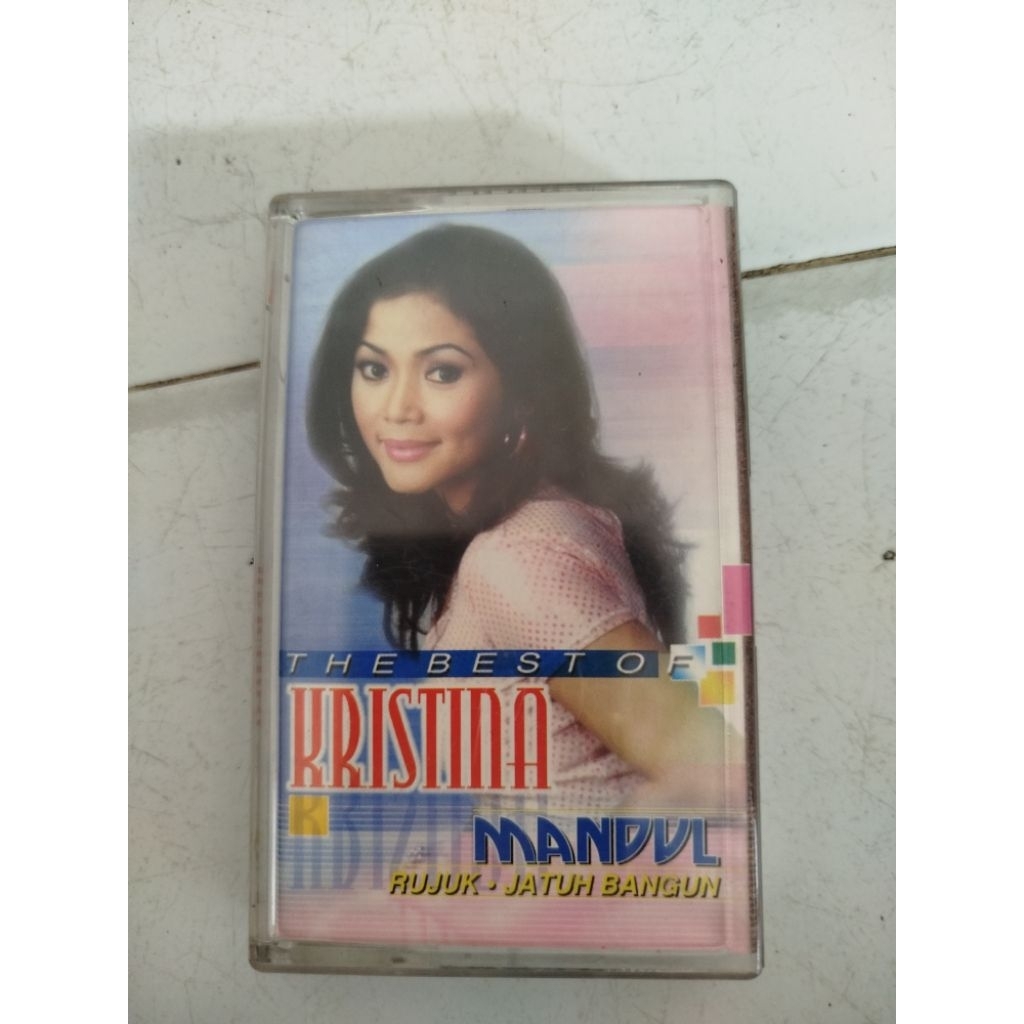 THE BEST OF
KRISTINA
K
MANDUL
RUJUK • JATUH BANGUN